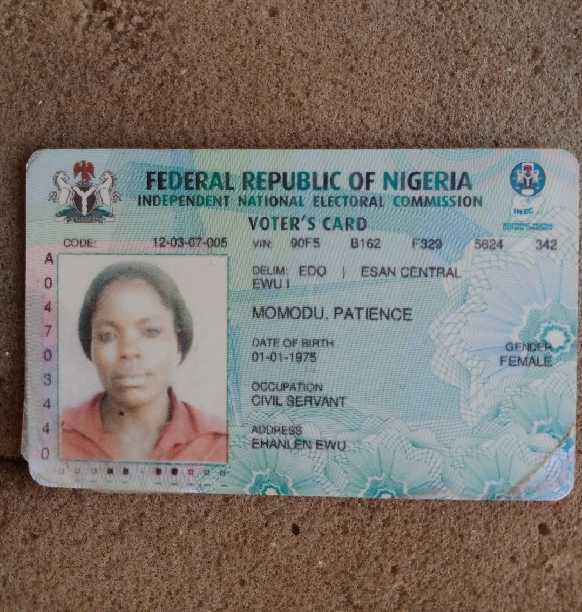 FEDERAL REPUBLIC OF NIGERIA
INDEPENDENT NATIONAL ELECTORAL COMMISSION
VOTER'S CARD
CODE: 12-03-07-005 VIN: 90F5 B162 F329 5624 342
DELIM: EDO | ESAN CENTRAL
EWU I
MOMODU, PATIENCE
DATE OF BIRTH
01-01-1975
GENDER
FEMALE
OCCUPATION
CIVIL SERVANT
ADDRESS
EHANLEN EWU
A
0
4
7
0
3
4
4
0